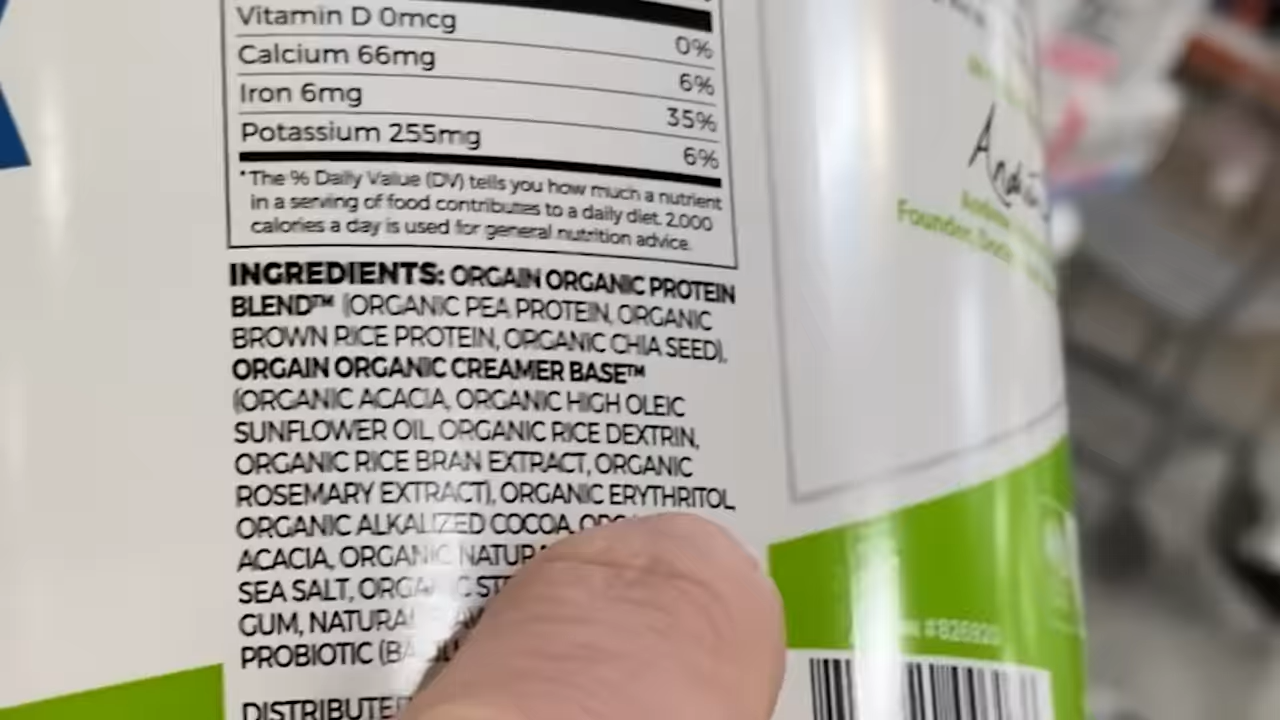 Vitamin D 0mcg 0%
Calcium 66mg 6%
Iron 6mg 35%
Potassium 255mg 6%
*The % Daily Value (DV) tells you how much a nutrient
in a serving of food contributes to a daily diet. 2,000
calories a day is used for general nutrition advice.
INGREDIENTS: ORGAIN ORGANIC PROTEIN
BLEND™ (ORGANIC PEA PROTEIN, ORGANIC
BROWN RICE PROTEIN, ORGANIC CHIA SEED),
ORGAIN ORGANIC CREAMER BASE™
(ORGANIC ACACIA, ORGANIC HIGH OLEIC
SUNFLOWER OIL, ORGANIC RICE DEXTRIN,
ORGANIC RICE BRAN EXTRACT, ORGANIC
ROSEMARY EXTRACT), ORGANIC ERYTHRITOL,
ORGANIC ALKALIZED COCOA,
ACACIA, ORGANIC
SEA SALT,
GUM,
PROBIOTIC
Founder,